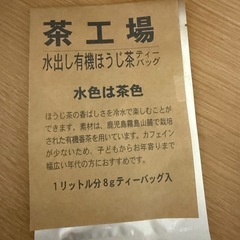 茶工場
水出し有機ほうじ茶ティーバッグ
水色は茶色
ほうじ茶の香ばしさを冷水で楽しむことが
できます。素材は、鹿児島霧島山麓で栽培
された有機番茶を用いています。カフェイン
が少ないため、子どもからお年寄りまで
幅広い年代の方におすすめです。
1リットル分8gティーバッグ入